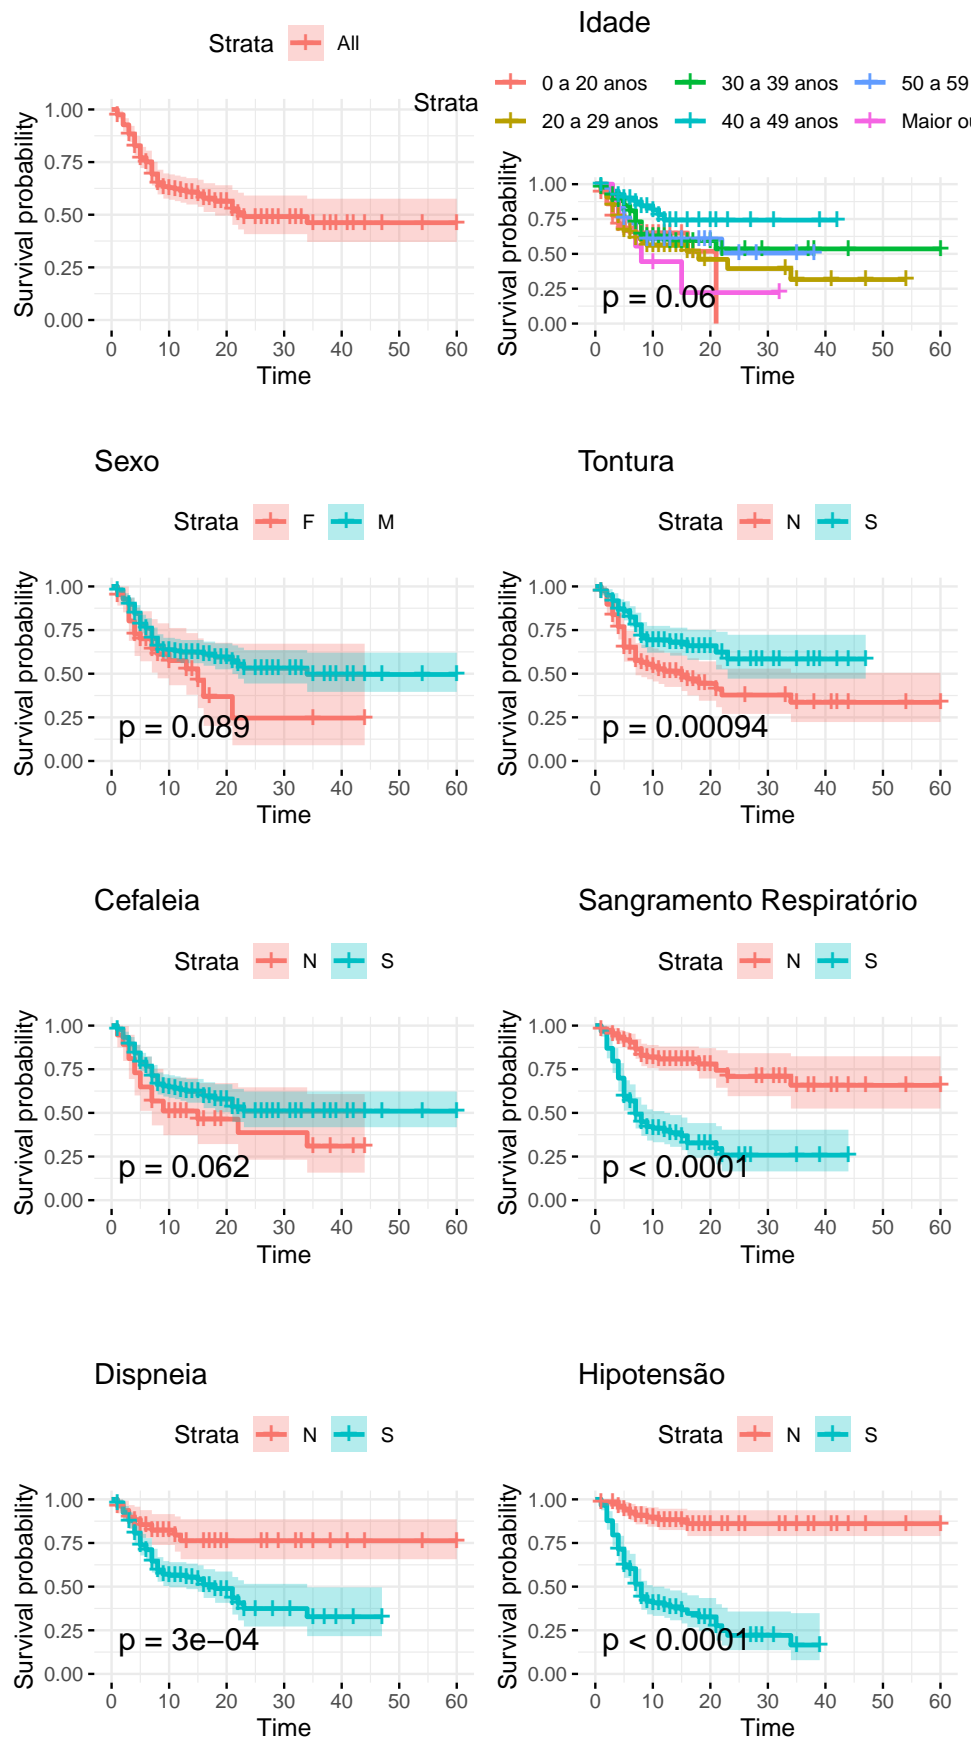 Strata All
Survival probability
1.00
0.75
0.50
0.25
0.00
0 10 20 30 40 50 60
Time
Idade
Strata
0 a 20 anos 30 a 39 anos 50 a 59
20 a 29 anos 40 a 49 anos Maior ou
Survival probability
1.00
0.75
0.50
0.25
0.00
p = 0.06
0 10 20 30 40 50 60
Time
Sexo
Strata F M
Survival probability
1.00
0.75
0.50
0.25
0.00
p = 0.089
0 10 20 30 40 50 60
Time
Tontura
Strata N S
Survival probability
1.00
0.75
0.50
0.25
0.00
p = 0.00094
0 10 20 30 40 50 60
Time
Cefaleia
Strata N S
Survival probability
1.00
0.75
0.50
0.25
0.00
p = 0.062
0 10 20 30 40 50 60
Time
Sangramento Respiratório
Strata N S
Survival probability
1.00
0.75
0.50
0.25
0.00
p < 0.0001
0 10 20 30 40 50 60
Time
Dispneia
Strata N S
Survival probability
1.00
0.75
0.50
0.25
0.00
p = 3e−04
0 10 20 30 40 50 60
Time
Hipotensão
Strata N S
Survival probability
1.00
0.75
0.50
0.25
0.00
p < 0.0001
0 10 20 30 40 50 60
Time